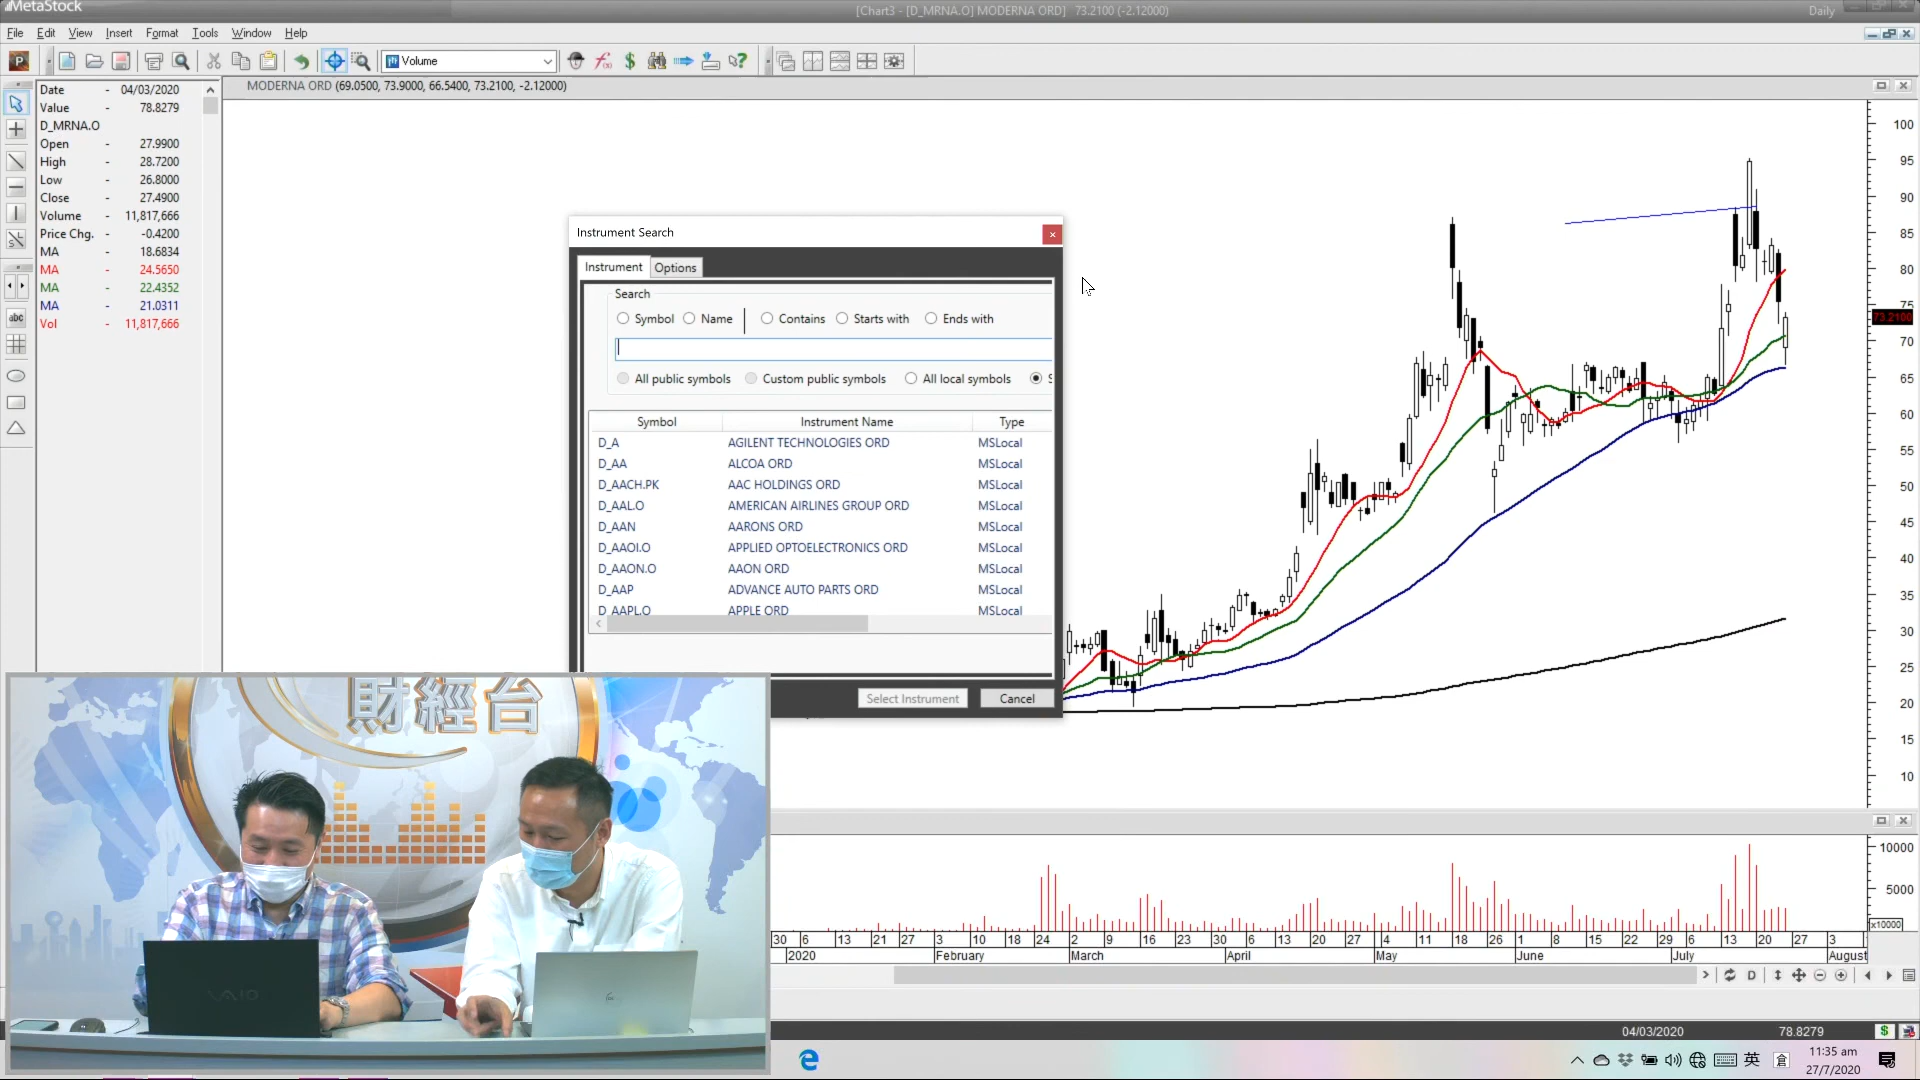 MetaStock
[Chart3 - [D_MRNA.O] MODERNA ORD] 73.2100 (-2.12000)
Daily
File Edit View Insert Format Tools Window Help
Volume
Date - 04/03/2020
Value - 78.8279
D_MRNA.O
Open - 27.9900
High - 28.7200
Low - 26.8000
Close - 27.4900
Volume - 11,817,666
Price Chg. - -0.4200
MA - 18.6834
MA - 24.5650
MA - 22.4352
MA - 21.0311
Vol - 11,817,666
abc
MODERNA ORD (69.0500, 73.9000, 66.5400, 73.2100, -2.12000)
Instrument Search
Instrument Options
Search
Symbol Name Contains Starts with Ends with
All public symbols Custom public symbols All local symbols S
Symbol Instrument Name Type
D_A AGILENT TECHNOLOGIES ORD MSLocal
D_AA ALCOA ORD MSLocal
D_AACH.PK AAC HOLDINGS ORD MSLocal
D_AAL.O AMERICAN AIRLINES GROUP ORD MSLocal
D_AAN AARONS ORD MSLocal
D_AAOI.O APPLIED OPTOELECTRONICS ORD MSLocal
D_AAON.O AAON ORD MSLocal
D_AAP ADVANCE AUTO PARTS ORD MSLocal
D_AAPL.O APPLE ORD MSLocal
Select Instrument Cancel
100
95
90
85
80
75
73.2100
70
65
60
55
50
45
40
35
30
25
20
15
10
10000
5000
x10000
30 6 13 21 27 3 10 18 24 2 9 16 23 30 6 13 20 27 4 11 18 26 1 8 15 22 29 6 13 20 27 3
2020 February March April May June July August
D
04/03/2020 78.8279
財經台
VAIO
英
倉
11:35 am
27/7/2020